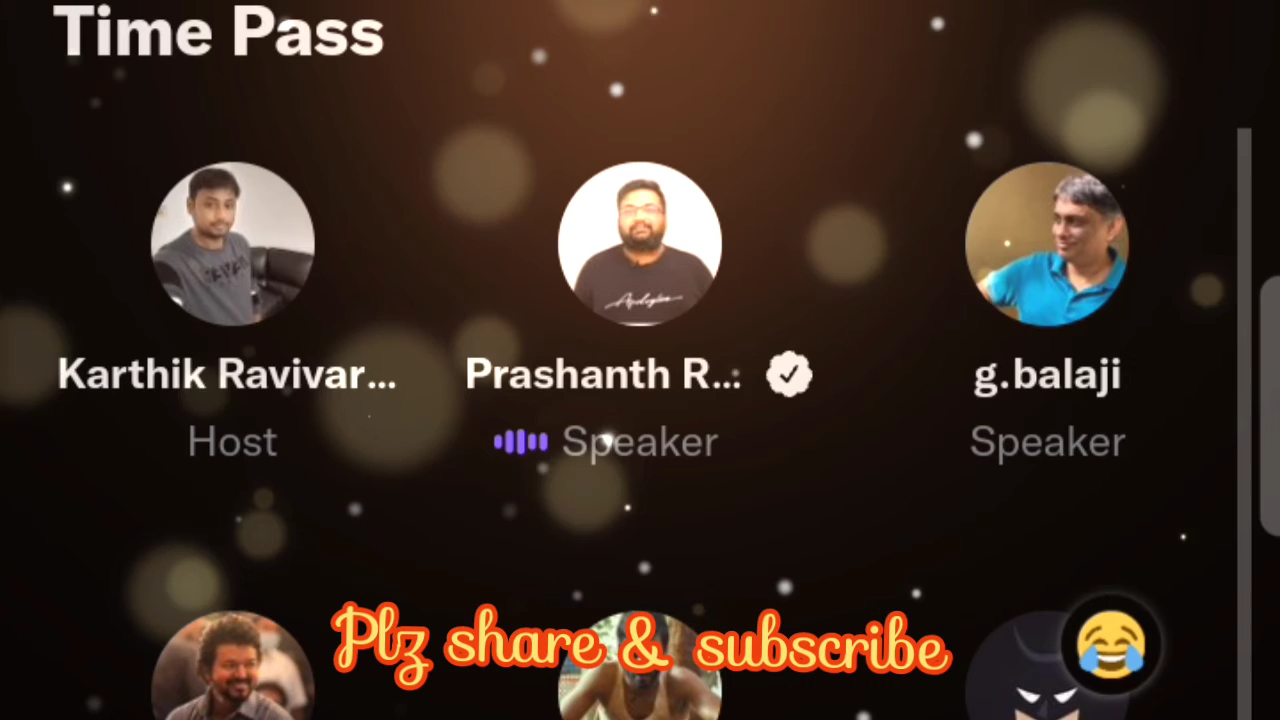 Time Pass
Karthik Ravivar...
Prashanth R...
g.balaji
Host
Speaker
Speaker
Plz share & subscribe